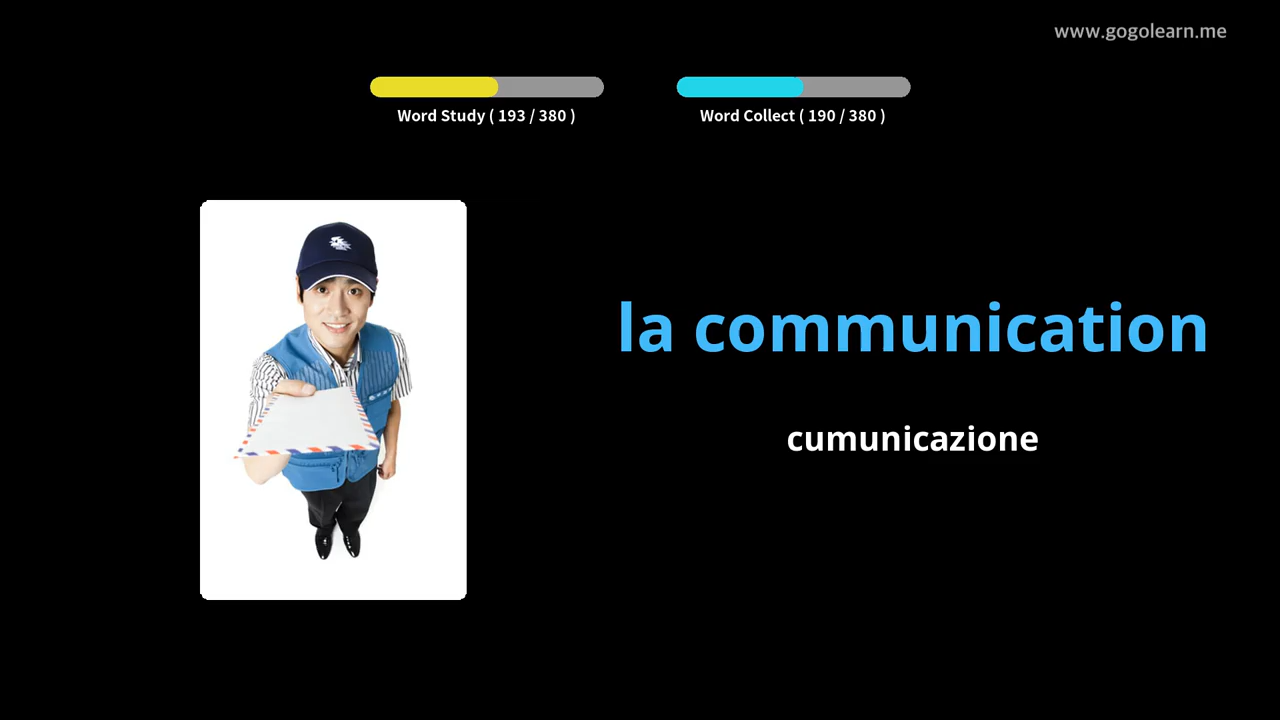 www.gogolearn.me
Word Study ( 193 / 380 )
Word Collect ( 190 / 380 )
la communication
cumunicazione